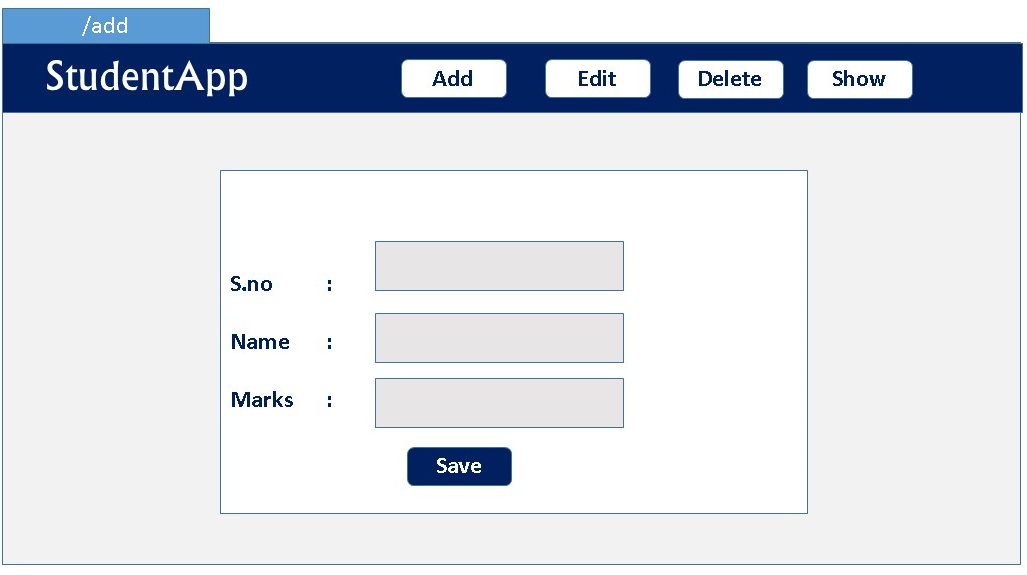 /add
StudentApp Add Edit Delete Show
S.no :
Name :
Marks :
Save